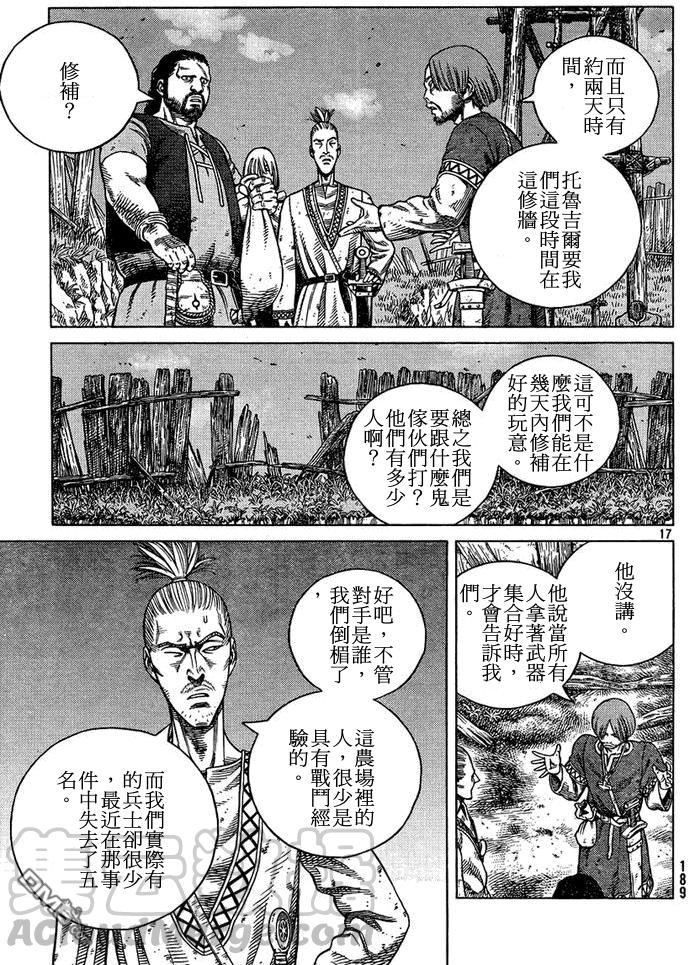 而且只有
約兩天時
間，
托魯吉爾要我
們這段時間在
這修牆。
修補？
這可不是什
麼我們能在
幾天內修補
好的玩意。
總之我們是
要跟什麼鬼
傢伙們打？
他們有多少
人啊？
17
他沒講。
他說當所有
人拿著武器
集合好時，
才會告訴我
們。
好吧，不管
對手是誰，
我們倒楣了
，
這農場裡的
人，很少是
具有戰鬥經
驗的。
而我們實際有
的兵士卻很少
，最近在那事
件中失去了五
名。
189